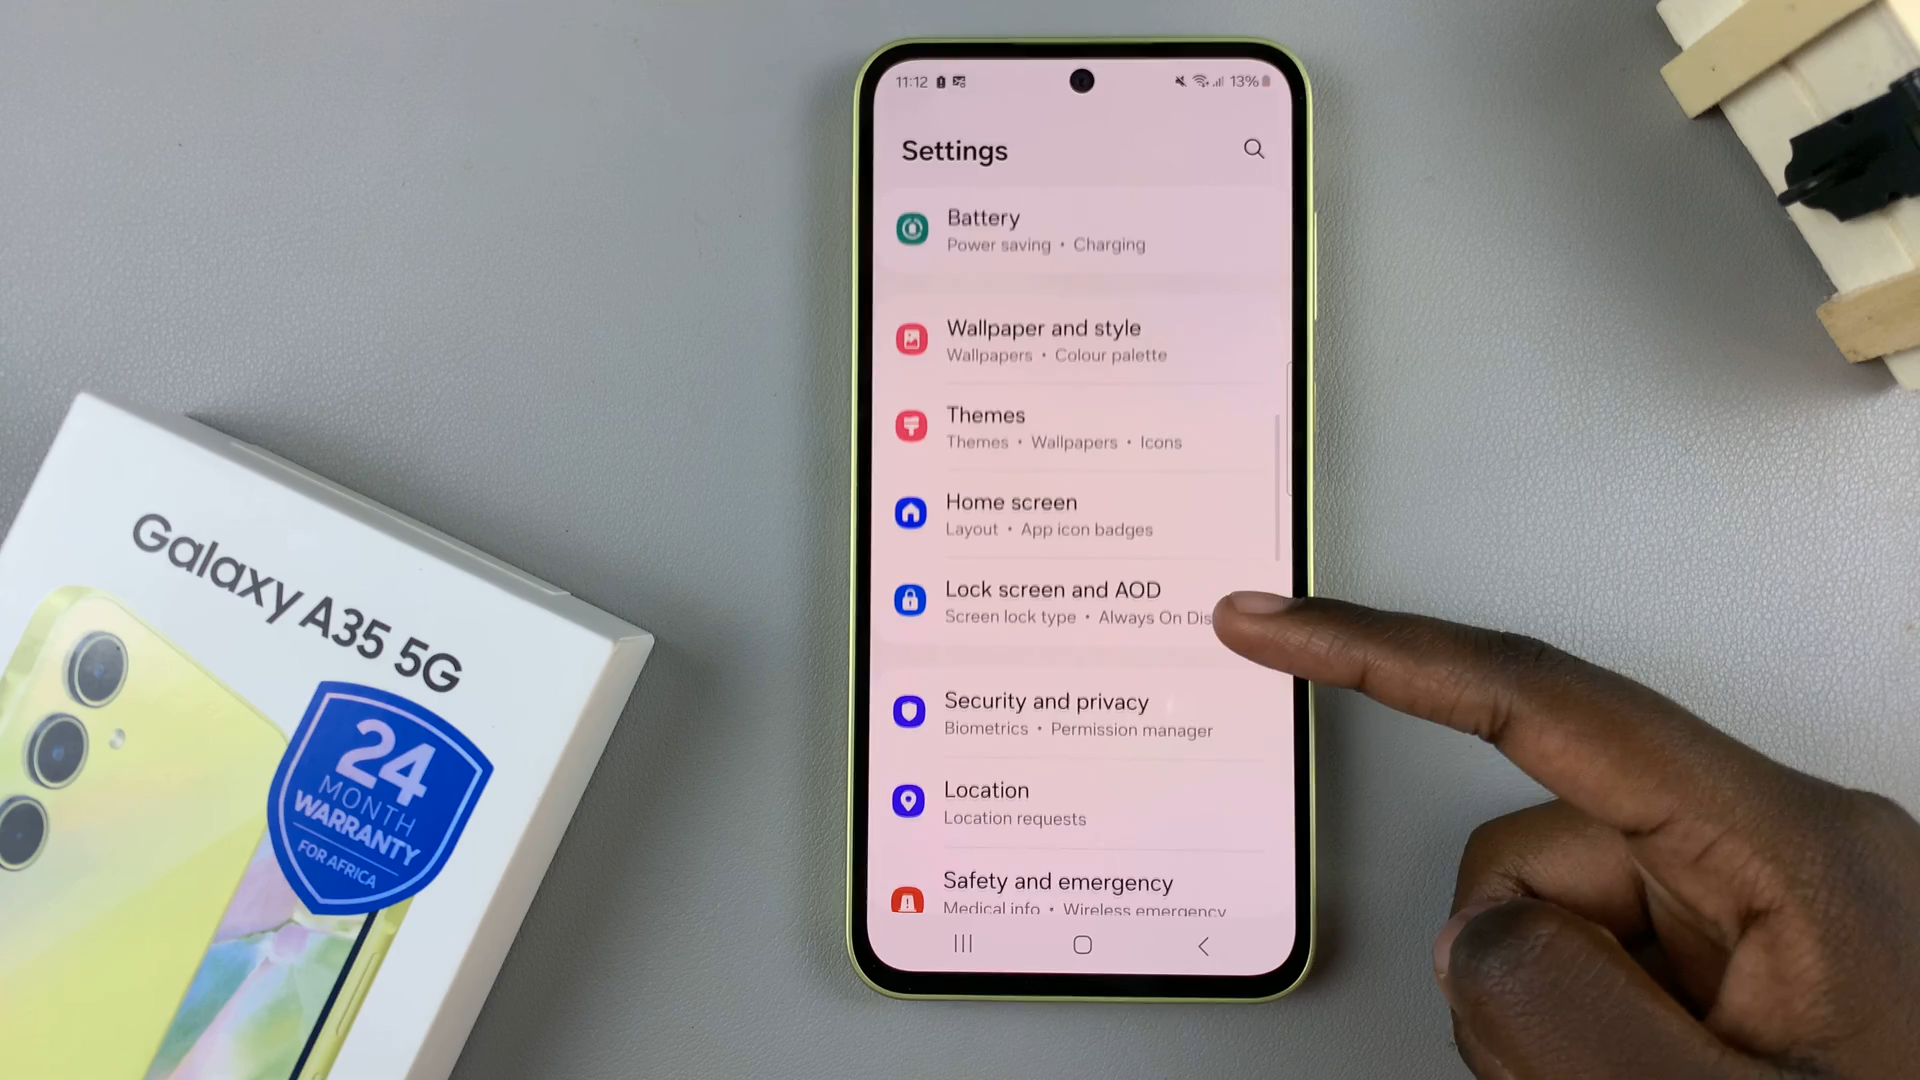 11:12
13%
Settings
Battery
Power saving • Charging
Wallpaper and style
Wallpapers • Colour palette
Themes
Themes • Wallpapers • Icons
Home screen
Layout • App icon badges
Lock screen and AOD
Screen lock type • Always On Dis
Security and privacy
Biometrics • Permission manager
Location
Location requests
Safety and emergency
Medical info • Wireless emergency
Galaxy A35 5G
24
MONTH
WARRANTY
FOR AFRICA